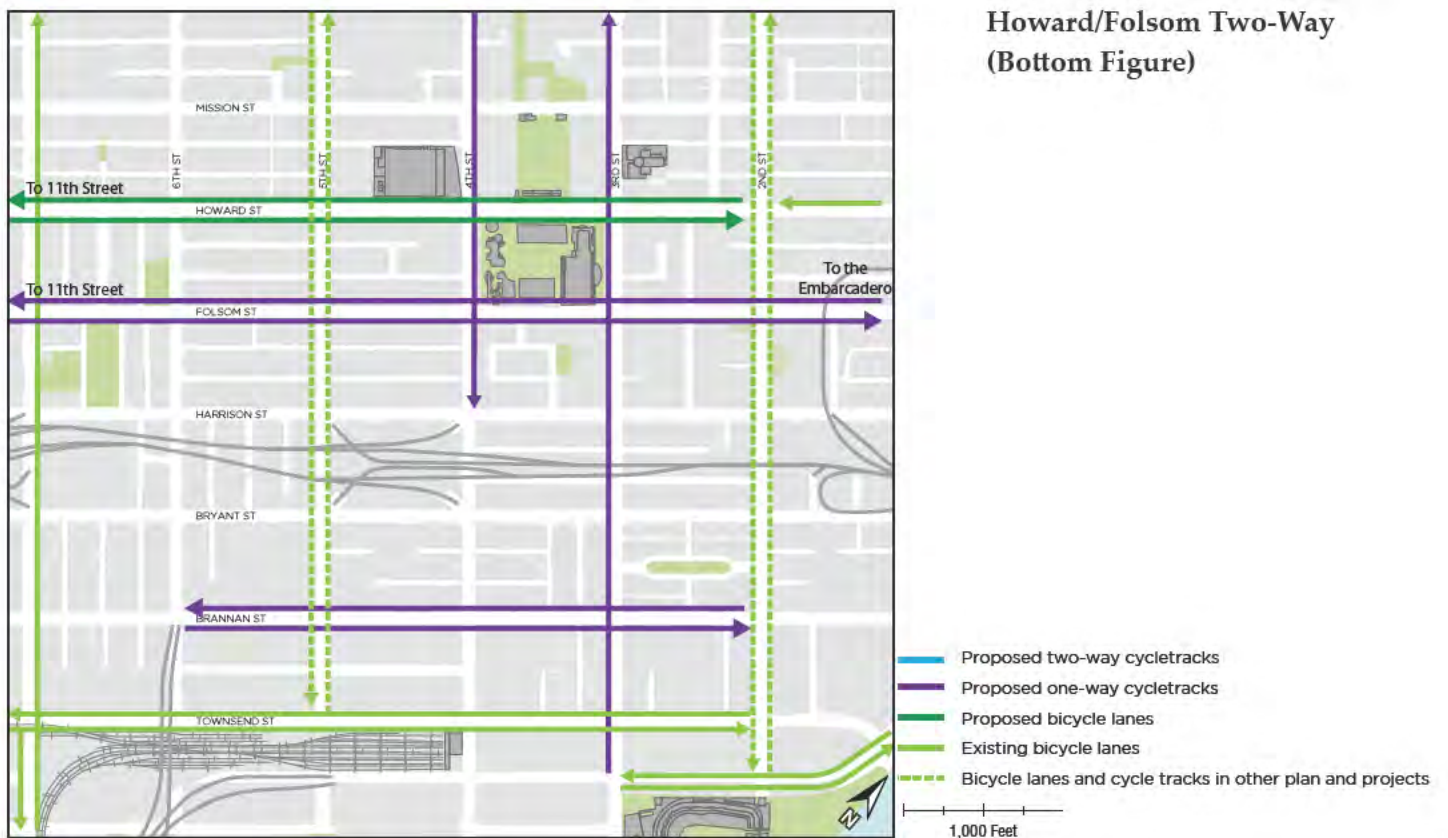 Howard/Folsom Two-Way
(Bottom Figure)
MISSION ST
6TH ST
5TH ST
4TH ST
3RD ST
2ND ST
To 11th Street
HOWARD ST
To the
Embarcadero
To 11th Street
FOLSOM ST
HARRISON ST
BRYANT ST
BRANNAN ST
TOWNSEND ST
Proposed two-way cycletracks
Proposed one-way cycletracks
Proposed bicycle lanes
Existing bicycle lanes
Bicycle lanes and cycle tracks in other plan and projects
N
1,000 Feet